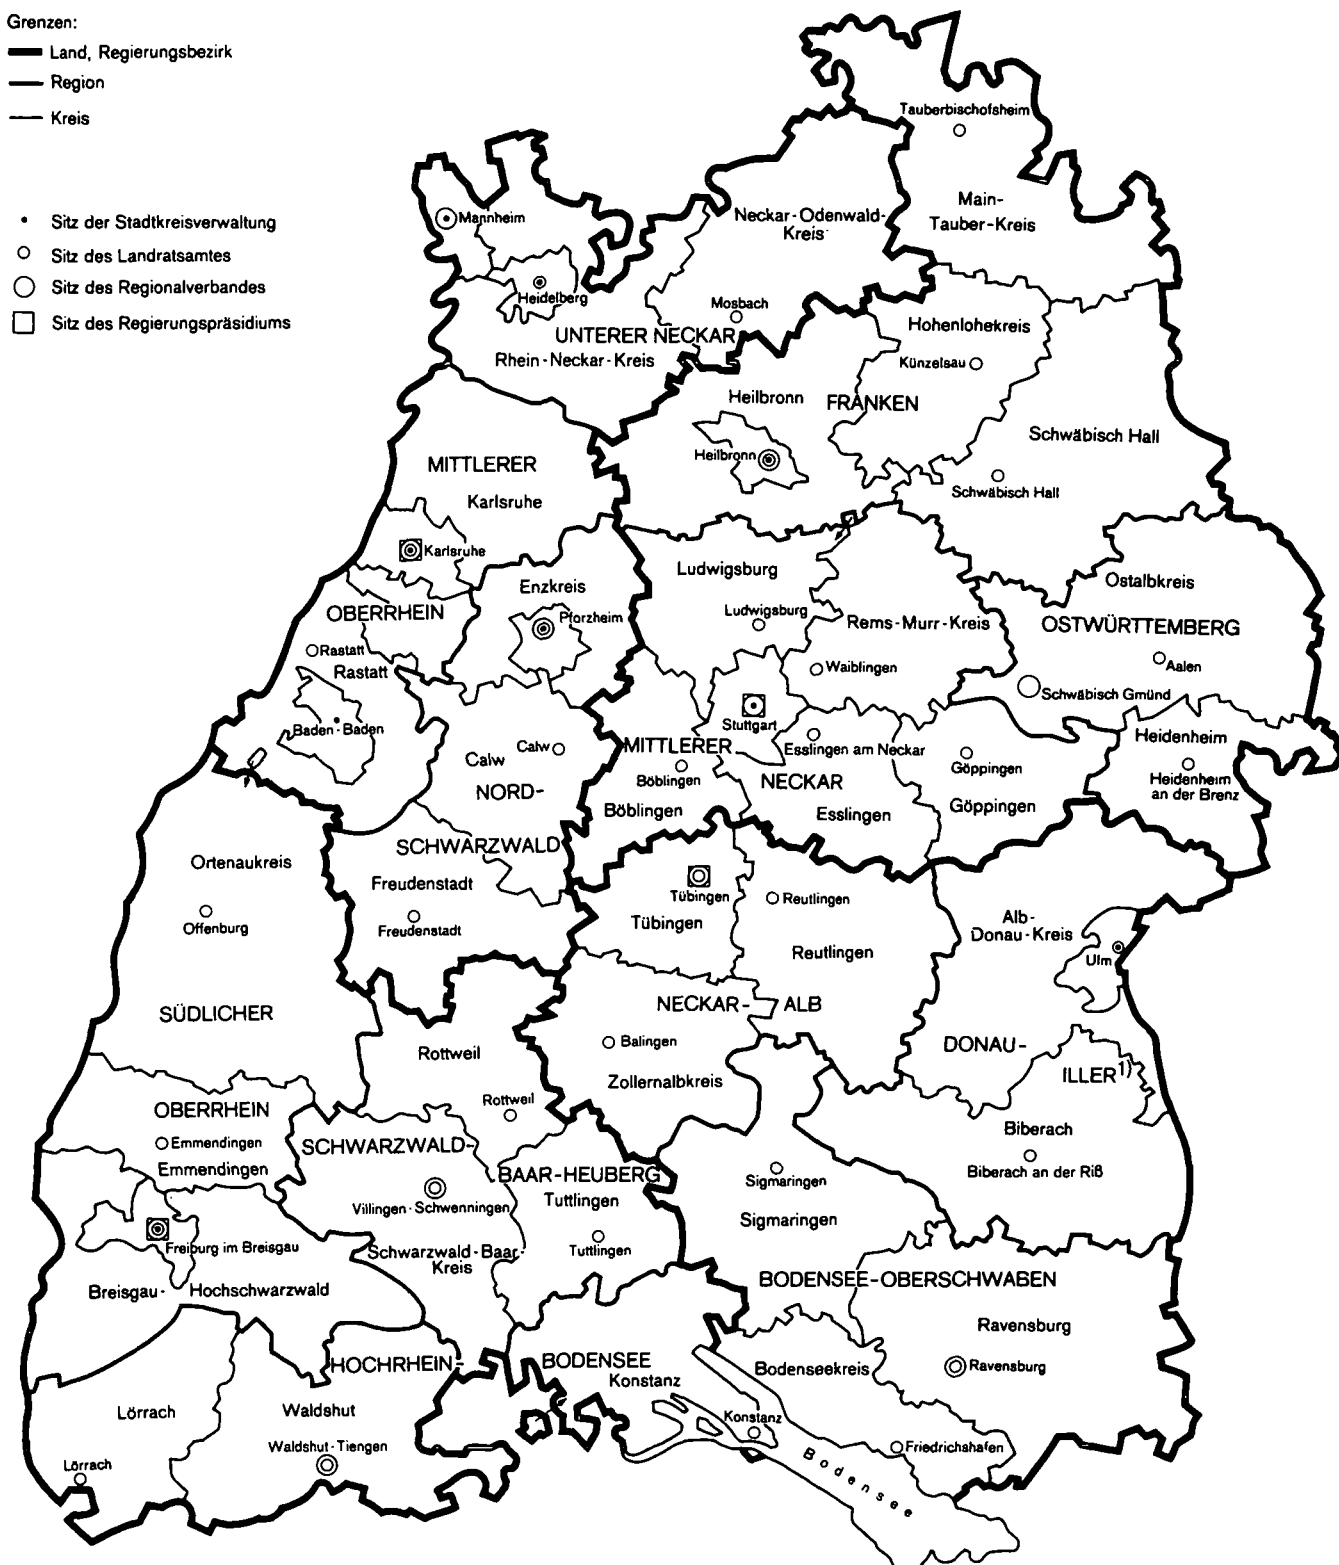 Grenzen:
Land, Regierungsbezirk
Region
Kreis
Sitz der Stadtkreisverwaltung
Sitz des Landratsamtes
Sitz des Regionalverbandes
Sitz des Regierungspräsidiums
Tauberbischofsheim
Main-
Tauber-Kreis
Mannheim
Neckar-Odenwald-
Kreis
Heidelberg
Mosbach
UNTERER NECKAR
Rhein-Neckar-Kreis
Hohenlohekreis
Künzelsau
Heilbronn
FRANKEN
Heilbronn
Schwäbisch Hall
Schwäbisch Hall
MITTLERER
Karlsruhe
Karlsruhe
OBERRHEIN
Rastatt
Rastatt
Baden-Baden
Enzkreis
Pforzheim
Ludwigsburg
Ludwigsburg
Rems-Murr-Kreis
Waiblingen
Ostalbkreis
OSTWÜRTTEMBERG
Aalen
Schwäbisch Gmünd
Stuttgart
MITTLERER
Böblingen
Böblingen
Esslingen am Neckar
NECKAR
Esslingen
Göppingen
Göppingen
Heidenheim
Heidenheim
an der Brenz
Calw
Calw
NORD-
SCHWARZWALD
Freudenstadt
Freudenstadt
Ortenaukreis
Offenburg
SÜDLICHER
Tübingen
Tübingen
Reutlingen
Reutlingen
Alb-
Donau-Kreis
Ulm
NECKAR-ALB
Balingen
Zollernalbkreis
DONAU-
ILLER1)
Biberach
Biberach an der Riß
Rottweil
Rottweil
OBERRHEIN
Emmendingen
Emmendingen
SCHWARZWALD-
BAAR-HEUBERG
Villingen-Schwenningen
Schwarzwald-Baar-
Kreis
Tuttlingen
Tuttlingen
Sigmaringen
Sigmaringen
Freiburg im Breisgau
Breisgau-Hochschwarzwald
BODENSEE-OBERSCHWABEN
Ravensburg
Ravensburg
Bodenseekreis
Friedrichshafen
HOCHRHEIN-
BODENSEE
Konstanz
Konstanz
Bodensee
Lörrach
Lörrach
Waldshut
Waldshut-Tiengen